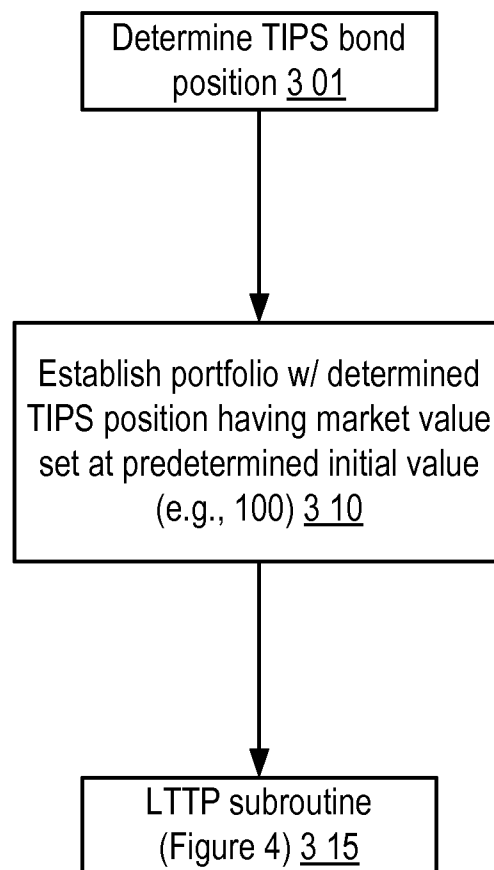 Determine TIPS bond
position 3 01
Establish portfolio w/ determined
TIPS position having market value
set at predetermined initial value
(e.g., 100) 3 10
LTTP subroutine
(Figure 4) 3 15